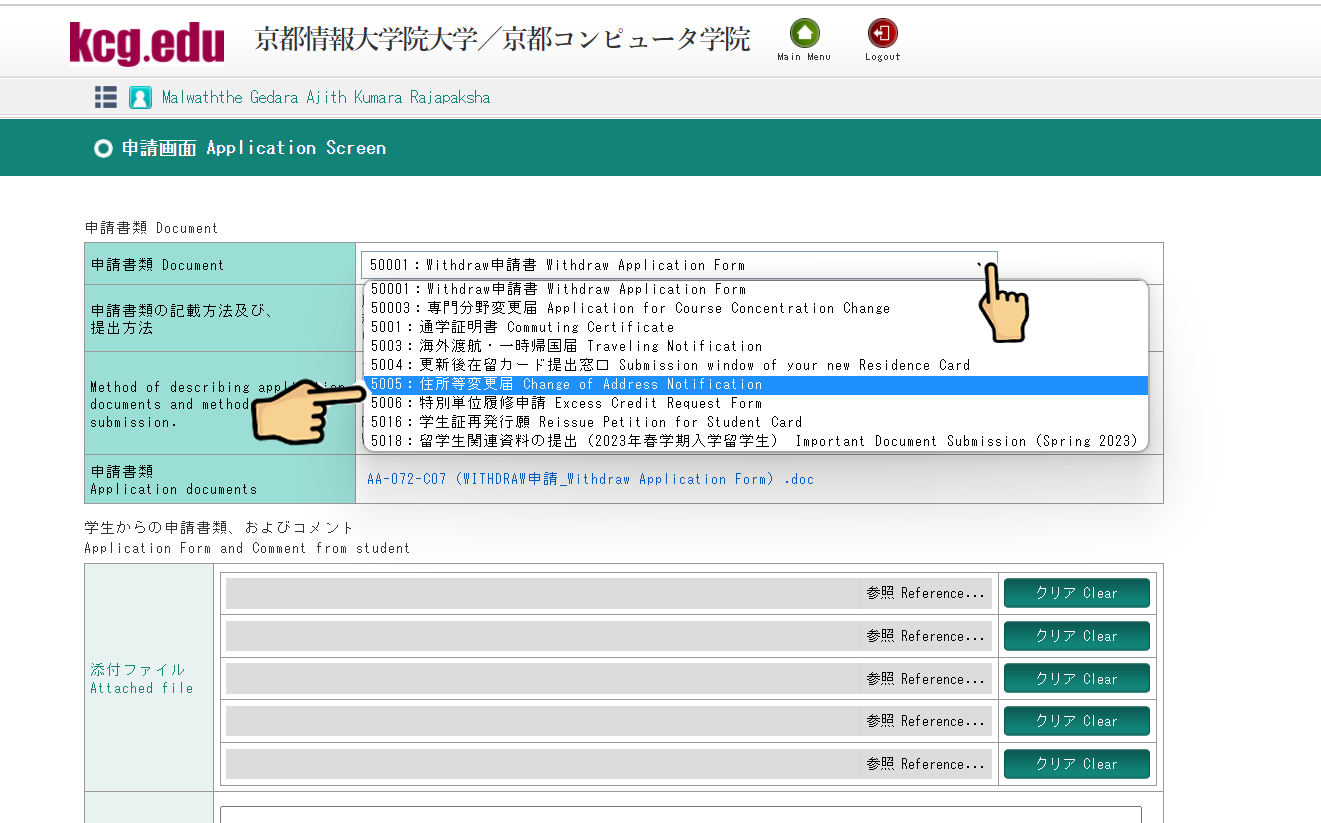 kcg.edu 京都情報大学院大学／京都コンピュータ学院 Main Menu Logout
Malwaththe Gedara Ajith Kumara Rajapaksha
申請画面 Application Screen
申請書類 Document
申請書類 Document
50001：Withdraw申請書 Withdraw Application Form
50001：Withdraw申請書 Withdraw Application Form
50003：専門分野変更届 Application for Course Concentration Change
5001：通学証明書 Commuting Certificate
5003：海外渡航・一時帰国届 Traveling Notification
5004：更新後在留カード提出窓口 Submission window of your new Residence Card
5005：住所等変更届 Change of Address Notification
5006：特別単位履修申請 Excess Credit Request Form
5016：学生証再発行願 Reissue Petition for Student Card
5018：留学生関連資料の提出（2023年春学期入学留学生） Important Document Submission (Spring 2023)
申請書類の記載方法及び、
提出方法
Method of describing application
documents and method
submission.
申請書類
Application documents
AA-072-C07（WITHDRAW申請_Withdraw Application Form）.doc
学生からの申請書類、およびコメント
Application Form and Comment from student
添付ファイル
Attached file
参照 Reference... クリア Clear
参照 Reference... クリア Clear
参照 Reference... クリア Clear
参照 Reference... クリア Clear
参照 Reference... クリア Clear